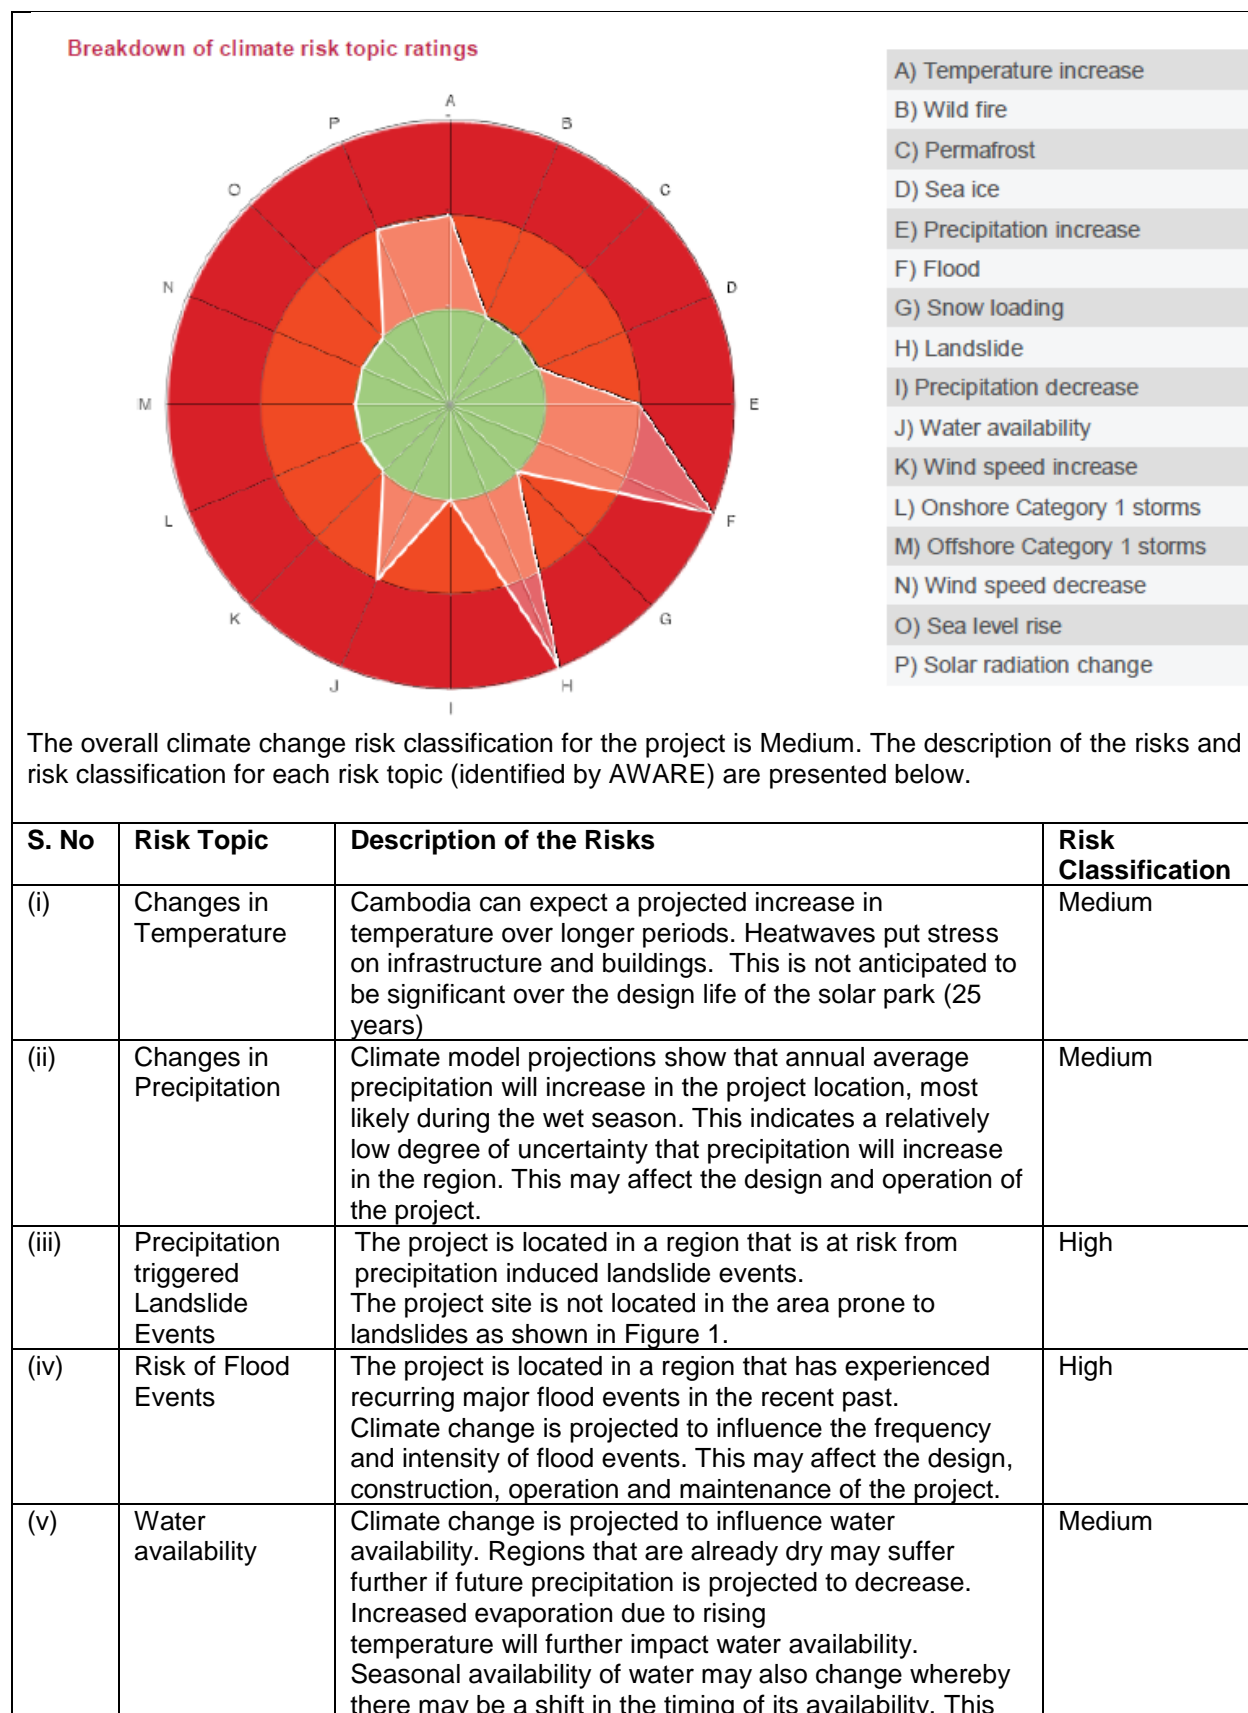 Breakdown of climate risk topic ratings
A
B
C
D
E
F
G
H
I
J
K
L
M
N
O
P
A) Temperature increase
B) Wild fire
C) Permafrost
D) Sea ice
E) Precipitation increase
F) Flood
G) Snow loading
H) Landslide
I) Precipitation decrease
J) Water availability
K) Wind speed increase
L) Onshore Category 1 storms
M) Offshore Category 1 storms
N) Wind speed decrease
O) Sea level rise
P) Solar radiation change
The overall climate change risk classification for the project is Medium. The description of the risks and
risk classification for each risk topic (identified by AWARE) are presented below.
S. No
Risk Topic
Description of the Risks
Risk
Classification
(i)
Changes in
Temperature
Cambodia can expect a projected increase in
temperature over longer periods. Heatwaves put stress
on infrastructure and buildings.  This is not anticipated to
be significant over the design life of the solar park (25
years)
Medium
(ii)
Changes in
Precipitation
Climate model projections show that annual average
precipitation will increase in the project location, most
likely during the wet season. This indicates a relatively
low degree of uncertainty that precipitation will increase
in the region. This may affect the design and operation of
the project.
Medium
(iii)
Precipitation
triggered
Landslide
Events
The project is located in a region that is at risk from
precipitation induced landslide events.
The project site is not located in the area prone to
landslides as shown in Figure 1.
High
(iv)
Risk of Flood
Events
The project is located in a region that has experienced
recurring major flood events in the recent past.
Climate change is projected to influence the frequency
and intensity of flood events. This may affect the design,
construction, operation and maintenance of the project.
High
(v)
Water
availability
Climate change is projected to influence water
availability. Regions that are already dry may suffer
further if future precipitation is projected to decrease.
Increased evaporation due to rising
temperature will further impact water availability.
Seasonal availability of water may also change whereby
there may be a shift in the timing of its availability. This
Medium